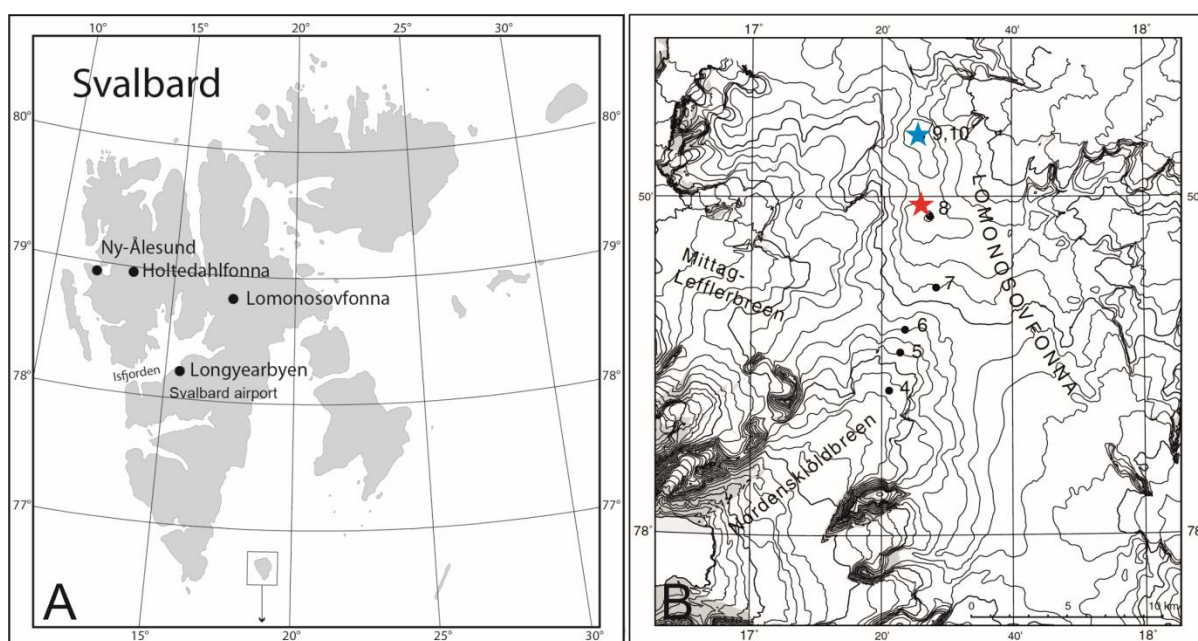 10°
15°
20°
25°
30°
Svalbard
80°
80°
79°
79°
78°
78°
77°
77°
Ny-Ålesund
Holtedahlfonna
Lomonosovfonna
Isfjorden
Longyearbyen
Svalbard airport
A
15°
20°
25°
30°
17°
20'
40'
18°
9,10
50'
50'
8
LOMONOSOVFONNA
Mittag-
Lefflerbreen
7
6
5
4
Nordenskiöldbreen
78°
78°
B
0
5
10 km
17°
20'
40'
18°